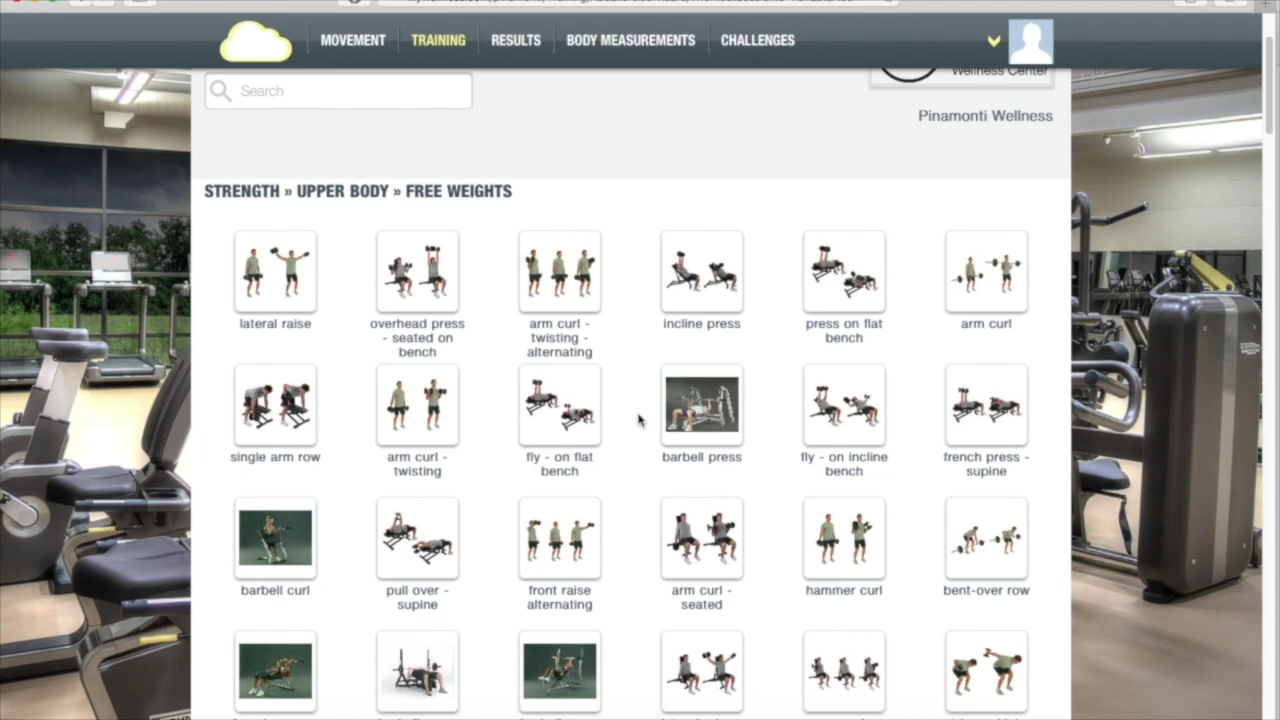 MOVEMENT
TRAINING
RESULTS
BODY MEASUREMENTS
CHALLENGES
Search
Wellness Center
Pinamonti Wellness
STRENGTH » UPPER BODY » FREE WEIGHTS
lateral raise
overhead press
- seated on
bench
arm curl -
twisting -
alternating
incline press
press on flat
bench
arm curl
single arm row
arm curl -
twisting
fly - on flat
bench
barbell press
fly - on incline
bench
french press -
supine
barbell curl
pull over -
supine
front raise
alternating
arm curl -
seated
hammer curl
bent-over row